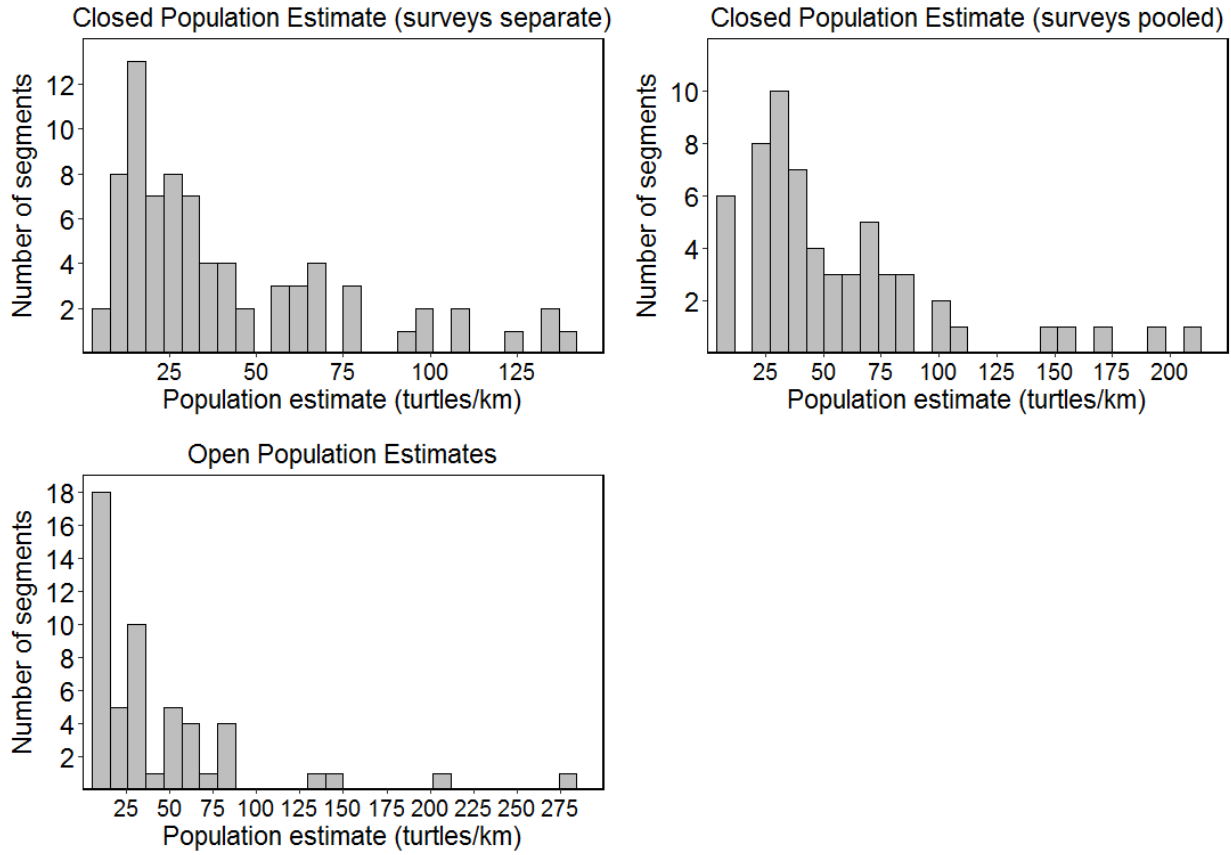 Closed Population Estimate (surveys separate)
Number of segments
12
10
8
6
4
2
25 50 75 100 125
Population estimate (turtles/km)
Closed Population Estimate (surveys pooled)
Number of segments
10
8
6
4
2
25 50 75 100 125 150 175 200
Population estimate (turtles/km)
Open Population Estimates
Number of segments
18
16
14
12
10
8
6
4
2
25 50 75 100 125 150 175 200 225 250 275
Population estimate (turtles/km)